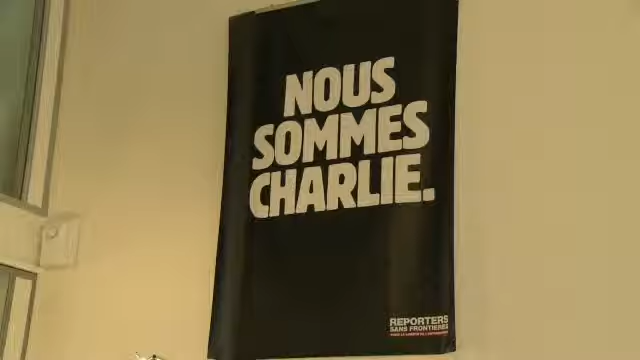 NOUS
SOMMES
CHARLIE.
REPORTERS
SANS FRONTIERES